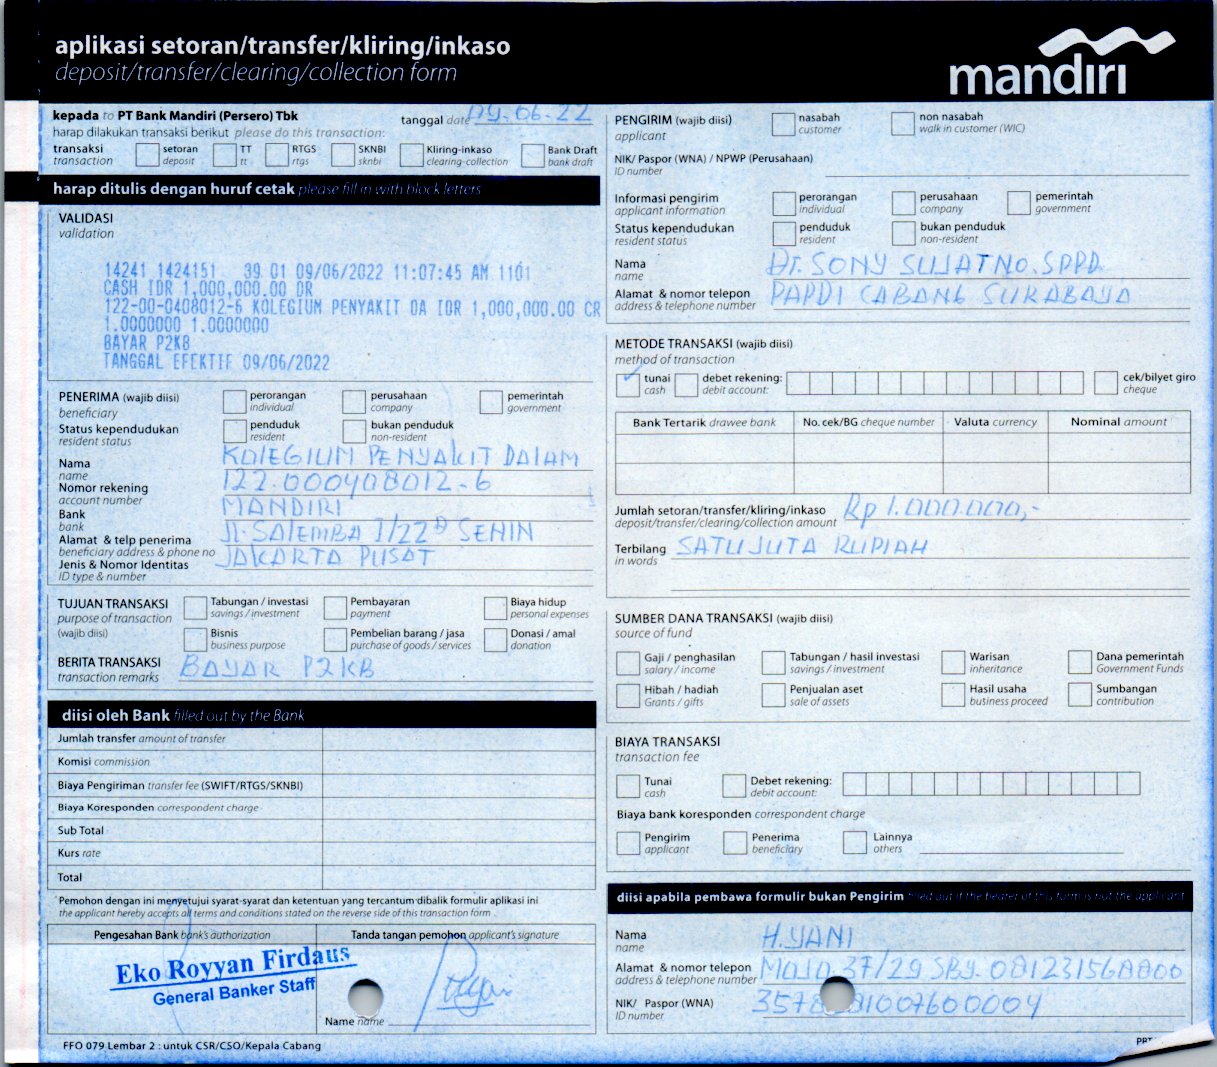 aplikasi setoran/transfer/kliring/inkaso
deposit/transfer/clearing/collection form
mandiri
kepada to PT Bank Mandiri (Persero) Tbk
tanggal date 09-06-22
harap dilakukan transaksi berikut please do this transaction:
transaksi setoran TT RTGS SKNBI Kliring-inkaso Bank Draft
transaction deposit tt rtgs sknbi clearing-collection bank draft
harap ditulis dengan huruf cetak please fill in with block letters
VALIDASI
validation
14241 1424151 39 01 09/06/2022 11:07:45 AM 1101
CASH IDR 1,000,000.00 DR
122-00-0408012-6 KOLEGIUM PENYAKIT DA IDR 1,000,000.00 CR
1.0000000 1.0000000
BAYAR P2KB
TANGGAL EFEKTIF 09/06/2022
PENERIMA (wajib diisi) perorangan perusahaan pemerintah
beneficiary individual company government
Status kependudukan penduduk bukan penduduk
resident status resident non-resident
Nama KOLEGIUM PENYAKIT DALAM
name
Nomor rekening 122.000408012-6
account number
Bank MANDIRI
bank
Alamat & telp penerima Jl. SALEMBA I/22D SENIN
beneficiary address & phone no JAKARTA PUSAT
Jenis & Nomor Identitas
ID type & number
TUJUAN TRANSAKSI Tabungan / investasi Pembayaran Biaya hidup
purpose of transaction savings / investment payment personal expenses
(wajib diisi) Bisnis Pembelian barang / jasa Donasi / amal
business purpose purchase of goods / services donation
BERITA TRANSAKSI BAYAR P2KB
transaction remarks
diisi oleh Bank filled out by the Bank
Jumlah transfer amount of transfer
Komisi commission
Biaya Pengiriman transfer fee (SWIFT/RTGS/SKNBI)
Biaya Koresponden correspondent charge
Sub Total
Kurs rate
Total
Pemohon dengan ini menyetujui syarat-syarat dan ketentuan yang tercantum dibalik formulir aplikasi ini
the applicant hereby accepts all terms and conditions stated on the reverse side of this transaction form .
Pengesahan Bank bank's authorization Tanda tangan pemohon applicant's signature
Eko Royyan Firdaus
General Banker Staff
Name name
FFO 079 Lembar 2 : untuk CSR/CSO/Kepala Cabang
PENGIRIM (wajib diisi) nasabah non nasabah
applicant customer walk in customer (WIC)
NIK/ Paspor (WNA) / NPWP (Perusahaan)
ID number
Informasi pengirim perorangan perusahaan pemerintah
applicant information individual company government
Status kependudukan penduduk bukan penduduk
resident status resident non-resident
Nama Dr. SONY SUJATNO. SPPD
name
Alamat & nomor telepon PAPDI CABANG SURABAYA
address & telephone number
METODE TRANSAKSI (wajib diisi)
method of transaction
tunai debet rekening: cek/bilyet giro
cash debit account: cheque
Bank Tertarik drawee bank No. cek/BG cheque number Valuta currency Nominal amount
Jumlah setoran/transfer/kliring/inkaso Rp 1.000.000,-
deposit/transfer/clearing/collection amount
Terbilang SATU JUTA RUPIAH
in words
SUMBER DANA TRANSAKSI (wajib diisi)
source of fund
Gaji / penghasilan Tabungan / hasil investasi Warisan Dana pemerintah
salary / income savings / investment inheritance Government Funds
Hibah / hadiah Penjualan aset Hasil usaha Sumbangan
Grants / gifts sale of assets business proceed contribution
BIAYA TRANSAKSI
transaction fee
Tunai Debet rekening:
cash debit account:
Biaya bank koresponden correspondent charge
Pengirim Penerima Lainnya
applicant beneficiary others
diisi apabila pembawa formulir bukan Pengirim filled out if the bearer of this form is not the applicant
Nama H. YANI
name
Alamat & nomor telepon 37/29 SBY.
address & telephone number
NIK/ Paspor (WNA)
ID number